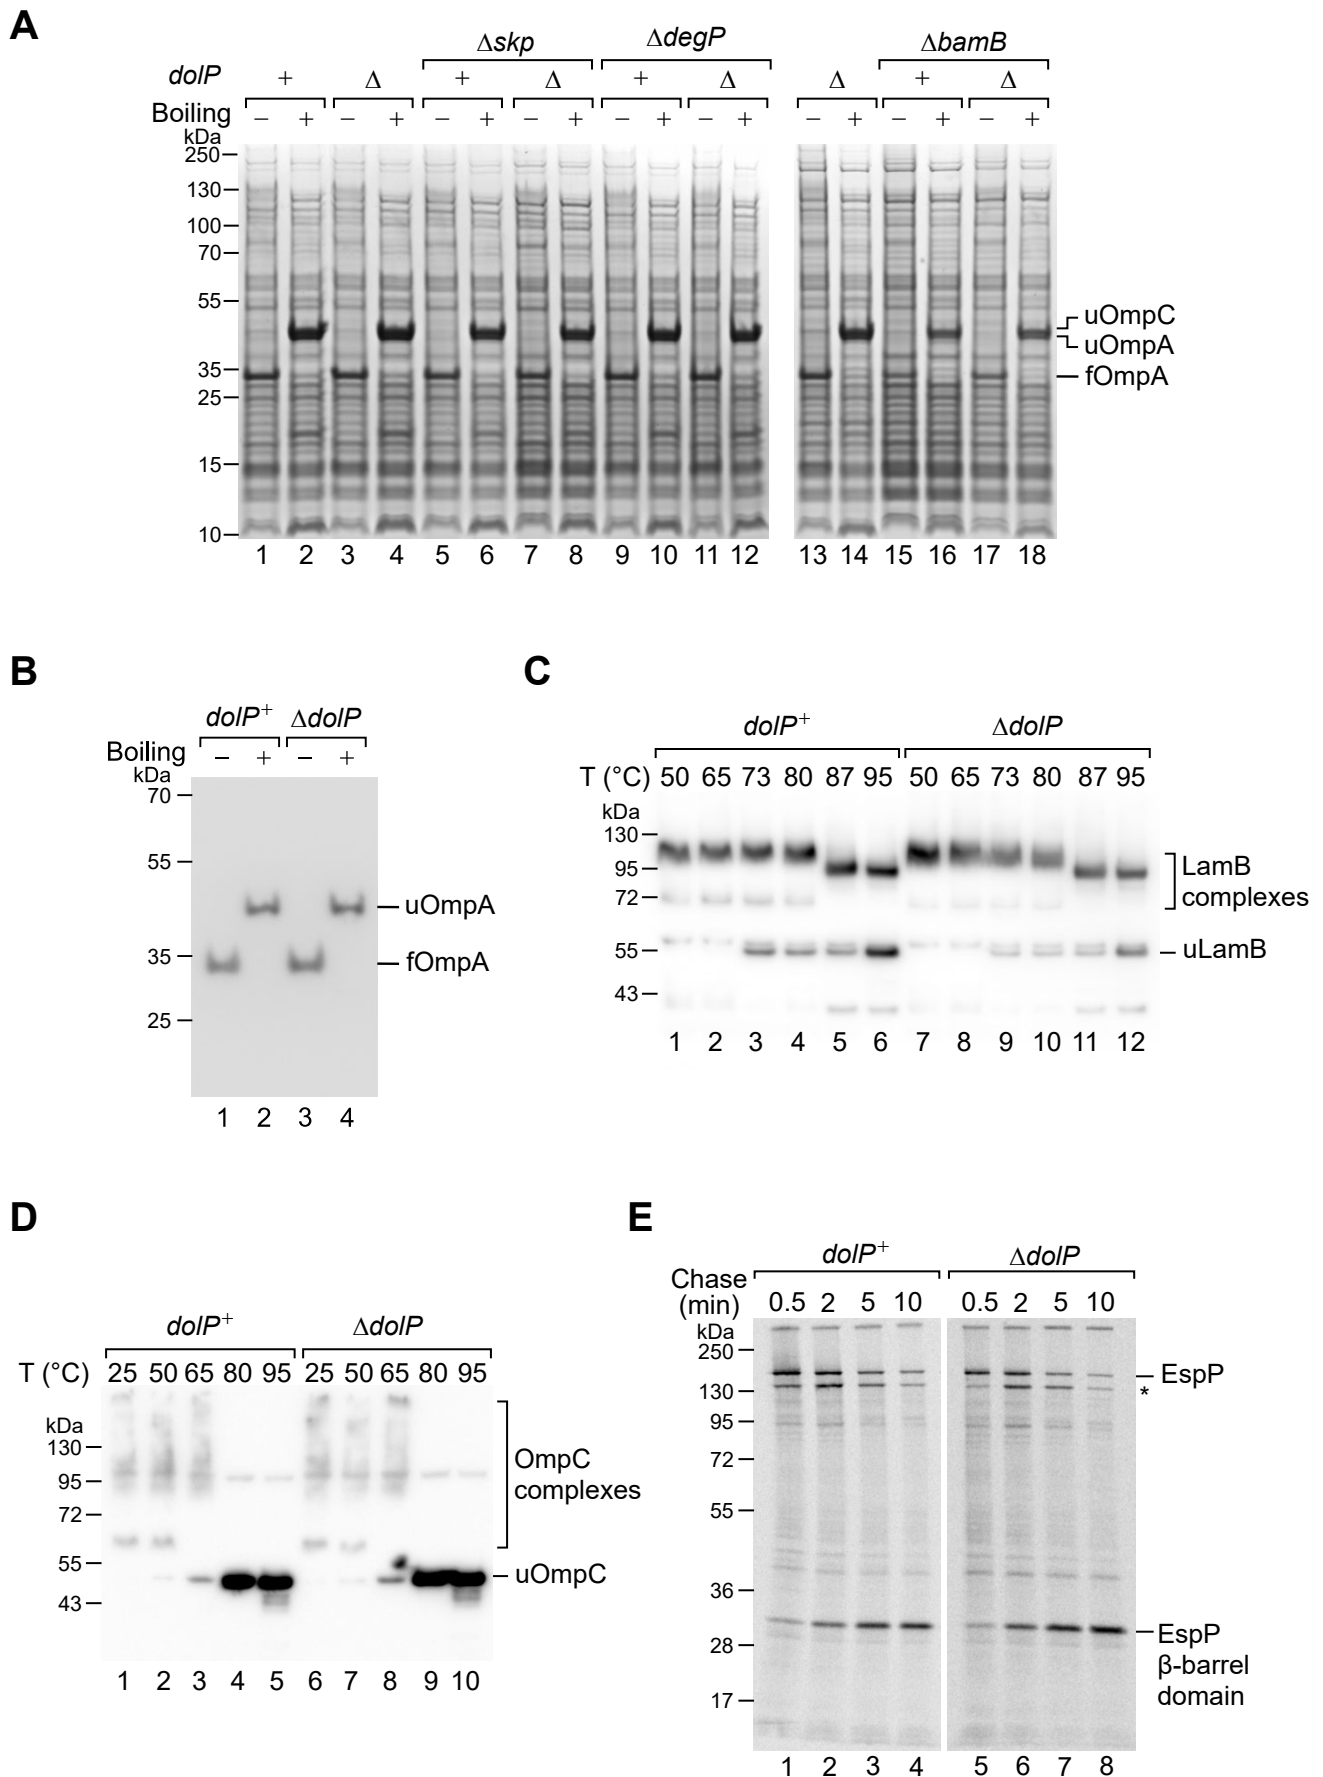 A
Δskp ΔdegP ΔbamB
dolP + Δ + Δ + Δ Δ + Δ
Boiling − + − + − + − + − + − + − + − + − +
kDa
250
130
100
70
55
35
25
15
10
uOmpC
uOmpA
fOmpA
1 2 3 4 5 6 7 8 9 10 11 12 13 14 15 16 17 18
B
dolP+ ΔdolP
Boiling − + − +
kDa
70
55
35
25
uOmpA
fOmpA
1 2 3 4
C
dolP+ ΔdolP
T (°C) 50 65 73 80 87 95 50 65 73 80 87 95
kDa
130
95
72
55
43
LamB
complexes
uLamB
1 2 3 4 5 6 7 8 9 10 11 12
D
dolP+ ΔdolP
T (°C) 25 50 65 80 95 25 50 65 80 95
kDa
130
95
72
55
43
OmpC
complexes
uOmpC
1 2 3 4 5 6 7 8 9 10
E
dolP+ ΔdolP
Chase
(min) 0.5 2 5 10 0.5 2 5 10
kDa
250
130
95
72
55
36
28
17
EspP
*
EspP
β-barrel
domain
1 2 3 4 5 6 7 8